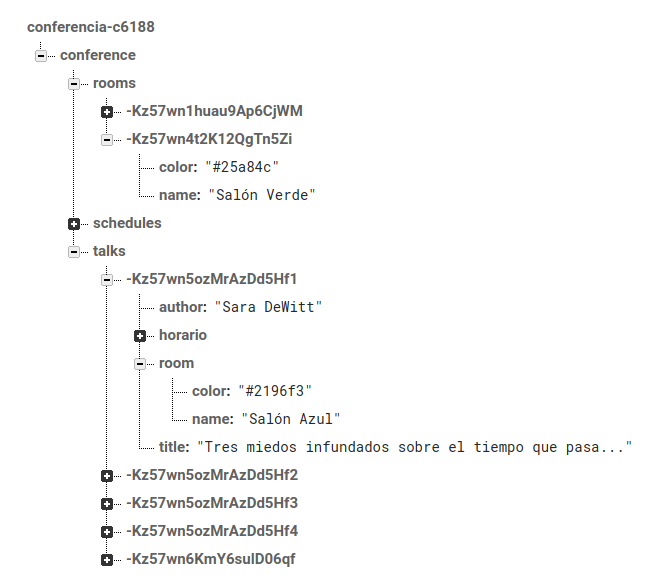 conferencia-c6188
conference
rooms
-Kz57wn1huau9Ap6CjWM
-Kz57wn4t2K12QgTn5Zi
color: "#25a84c"
name: "Salón Verde"
schedules
talks
-Kz57wn5ozMrAzDd5Hf1
author: "Sara DeWitt"
horario
room
color: "#2196f3"
name: "Salón Azul"
title: "Tres miedos infundados sobre el tiempo que pasa..."
-Kz57wn5ozMrAzDd5Hf2
-Kz57wn5ozMrAzDd5Hf3
-Kz57wn5ozMrAzDd5Hf4
-Kz57wn6KmY6sulD06qf